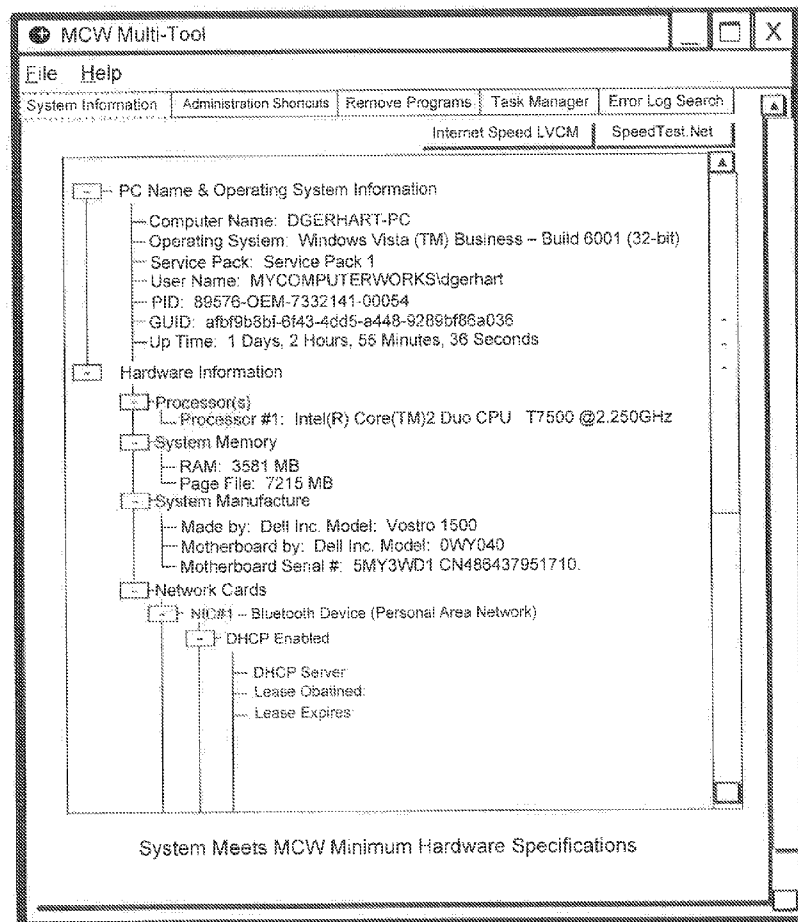 MCW Multi-Tool
File Help
System Information Administration Shortcuts Remove Programs Task Manager Error Log Search
Internet Speed LVCM SpeedTest.Net
PC Name & Operating System Information
Computer Name: DGERHART-PC
Operating System: Windows Vista (TM) Business – Build 6001 (32-bit)
Service Pack: Service Pack 1
User Name: MYCOMPUTERWORKS\dgerhart
PID: 89576-OEM-7332141-00054
GUID: afbf9b8bf-6f43-4dd5-a448-9289bf86a036
Up Time: 1 Days, 2 Hours, 55 Minutes, 36 Seconds
Hardware Information
Processor(s)
Processor #1: Intel(R) Core(TM)2 Duo CPU T7500 @2.250GHz
System Memory
RAM: 3581 MB
Page File: 7215 MB
System Manufacture
Made by: Dell Inc. Model: Vostro 1500
Motherboard by: Dell Inc. Model: 0WY040
Motherboard Serial #: 5MY3WD1 CN486437951710.
Network Cards
NIC#1 – Bluetooth Device (Personal Area Network)
DHCP Enabled
DHCP Server
Lease Obatined:
Lease Expires:
System Meets MCW Minimum Hardware Specifications